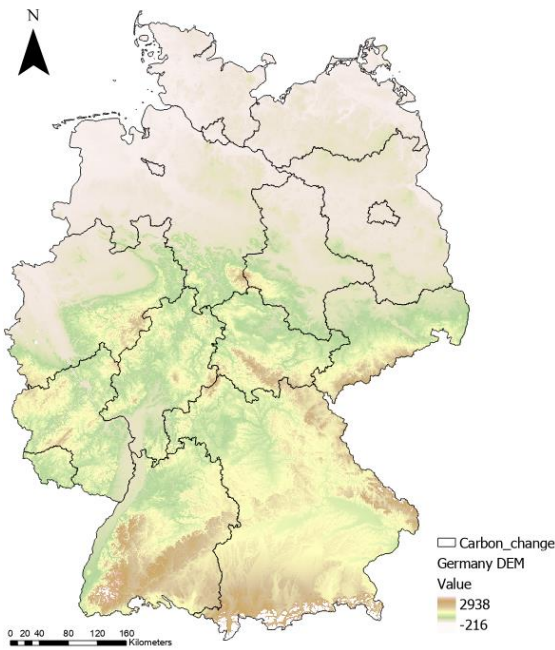 N
Carbon_change
Germany DEM
Value
2938
-216
0 20 40 80 120 160
Kilometers